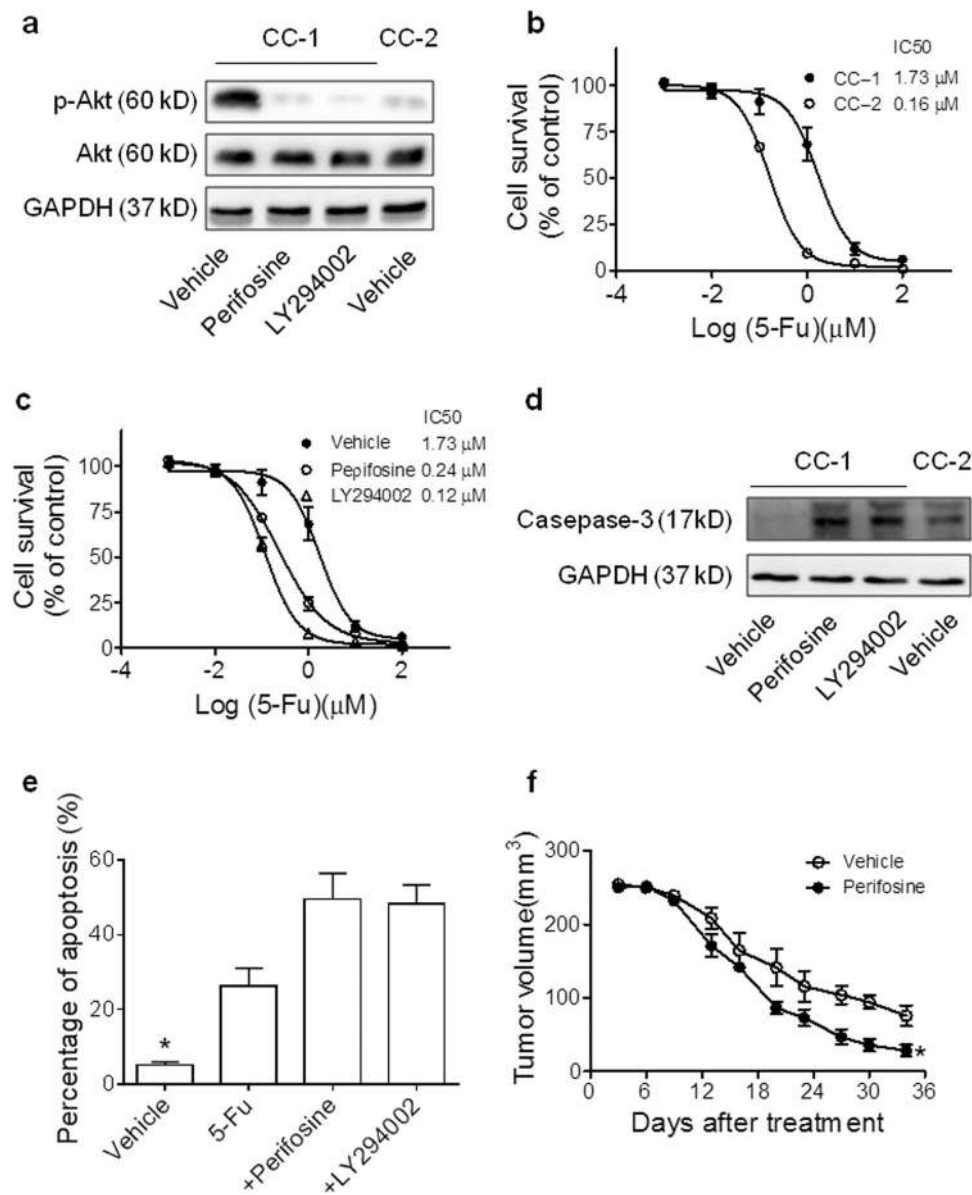 a
CC-1 CC-2
p-Akt (60 kD)
Akt (60 kD)
GAPDH (37 kD)
Vehicle
Perifosine
LY294002
Vehicle
b
IC50
CC-1 1.73 μM
CC-2 0.16 μM
Cell survival
(% of control)
100
75
50
25
0
-4 -2 0 2
Log (5-Fu)(μM)
c
IC50
Vehicle 1.73 μM
Pepifosine 0.24 μM
LY294002 0.12 μM
Cell survival
(% of control)
100
75
50
25
0
-4 -2 0 2
Log (5-Fu)(μM)
d
CC-1 CC-2
Casepase-3 (17kD)
GAPDH (37 kD)
Vehicle
Perifosine
LY294002
Vehicle
e
Percentage of apoptosis (%)
60
40
20
0
*
Vehicle
5-Fu
+Perifosine
+LY294002
f
Tumor volume(mm³)
300
200
100
0
Vehicle
Perifosine
*
0 6 12 18 24 30 36
Days after treatment